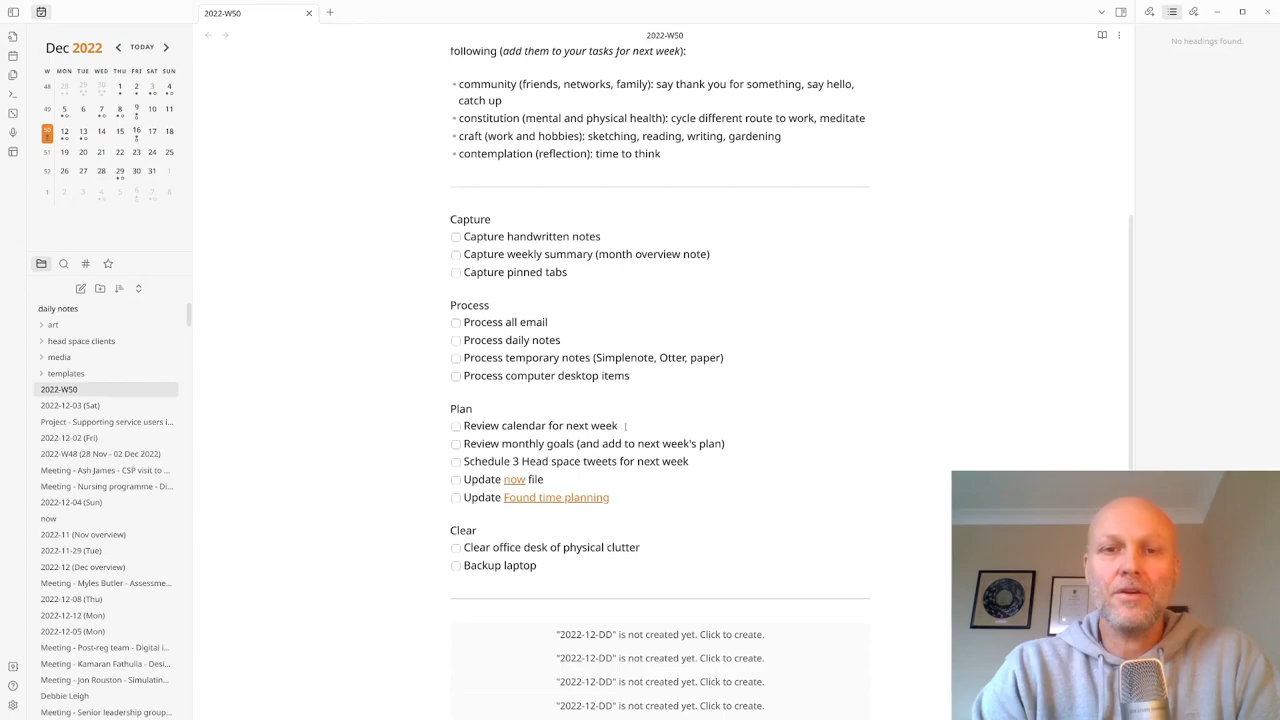 2022-W50
Dec 2022
TODAY
W MON TUE WED THU FRI SAT SUN
48 28 29 30 1 2 3 4
49 5 6 7 8 9 10 11
50 12 13 14 15 16 17 18
51 19 20 21 22 23 24 25
52 26 27 28 29 30 31 1
1 2 3 4 5 6 7 8
daily notes
art
head space clients
media
templates
2022-W50
2022-12-03 (Sat)
Project - Supporting service users i...
2022-12-02 (Fri)
2022-W48 (28 Nov - 02 Dec 2022)
Meeting - Ash James - CSP visit to ...
Meeting - Nursing programme - Di...
2022-12-04 (Sun)
now
2022-11 (Nov overview)
2022-11-29 (Tue)
2022-12 (Dec overview)
Meeting - Myles Butler - Assessme...
2022-12-08 (Thu)
2022-12-12 (Mon)
2022-12-05 (Mon)
Meeting - Post-reg team - Digital i...
Meeting - Kamaran Fathulla - Desi...
Meeting - Jon Rouston - Simulatin...
Debbie Leigh
Meeting - Senior leadership group...
2022-W50
following (add them to your tasks for next week):
community (friends, networks, family): say thank you for something, say hello,
catch up
constitution (mental and physical health): cycle different route to work, meditate
craft (work and hobbies): sketching, reading, writing, gardening
contemplation (reflection): time to think
Capture
Capture handwritten notes
Capture weekly summary (month overview note)
Capture pinned tabs
Process
Process all email
Process daily notes
Process temporary notes (Simplenote, Otter, paper)
Process computer desktop items
Plan
Review calendar for next week
Review monthly goals (and add to next week's plan)
Schedule 3 Head space tweets for next week
Update now file
Update Found time planning
Clear
Clear office desk of physical clutter
Backup laptop
"2022-12-DD" is not created yet. Click to create.
"2022-12-DD" is not created yet. Click to create.
"2022-12-DD" is not created yet. Click to create.
"2022-12-DD" is not created yet. Click to create.
No headings found.